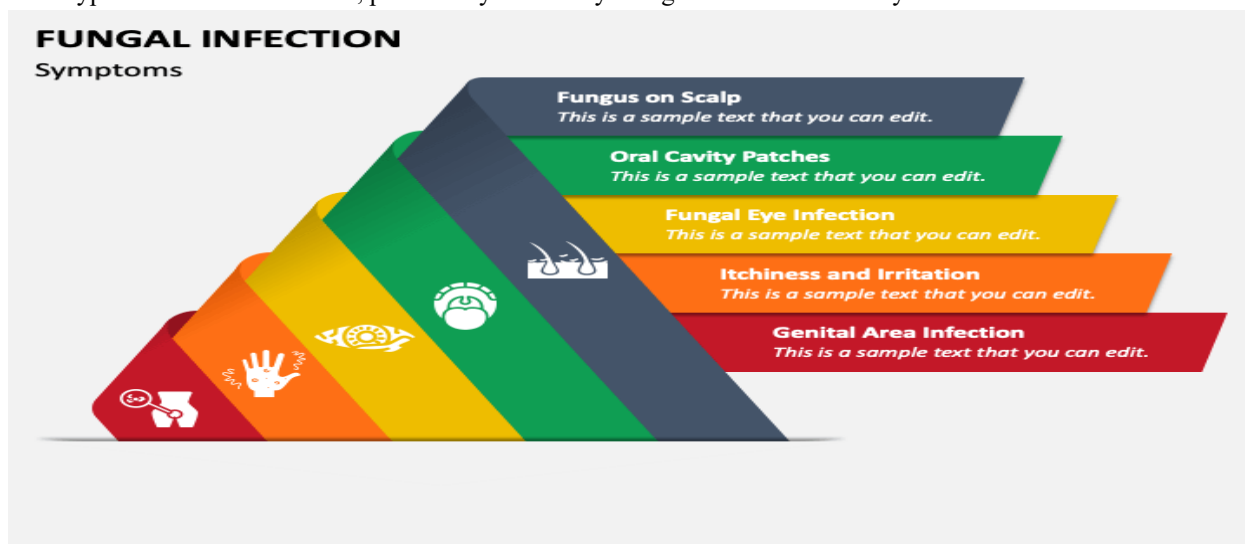 FUNGAL INFECTION
Symptoms
Fungus on Scalp
This is a sample text that you can edit.
Oral Cavity Patches
This is a sample text that you can edit.
Fungal Eye Infection
This is a sample text that you can edit.
Itchiness and Irritation
This is a sample text that you can edit.
Genital Area Infection
This is a sample text that you can edit.